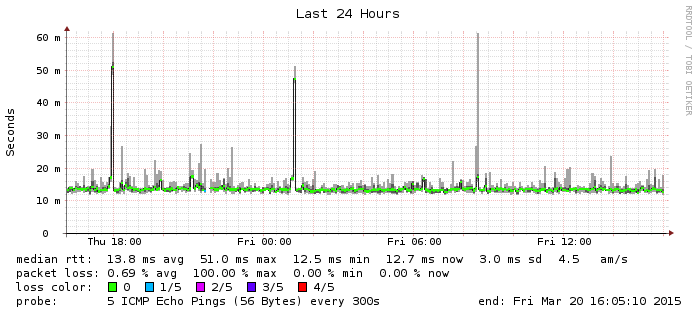 Last 24 Hours
RRDTOOL / TOBI OETIKER
Seconds
60 m
50 m
40 m
30 m
20 m
10 m
0
Thu 18:00 Fri 00:00 Fri 06:00 Fri 12:00
median rtt: 13.8 ms avg 51.0 ms max 12.5 ms min 12.7 ms now 3.0 ms sd 4.5 am/s
packet loss: 0.69 % avg 100.00 % max 0.00 % min 0.00 % now
loss color: 0 1/5 2/5 3/5 4/5
probe: 5 ICMP Echo Pings (56 Bytes) every 300s end: Fri Mar 20 16:05:10 2015